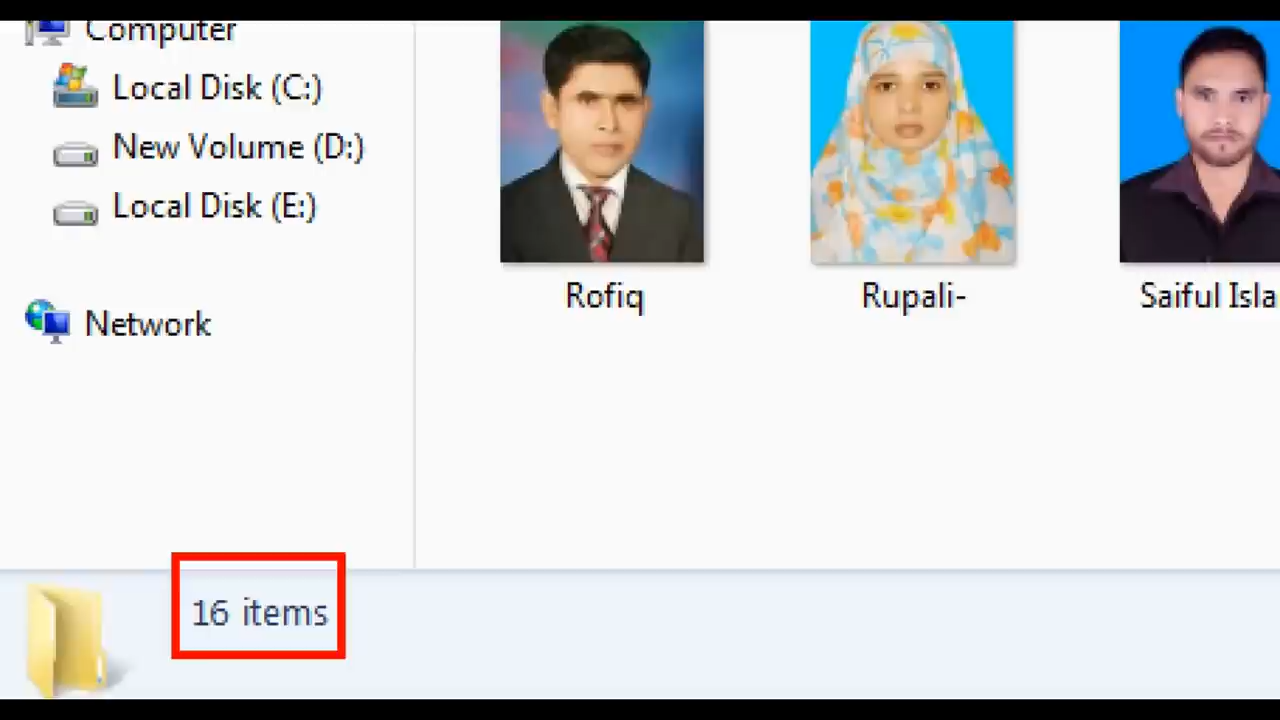 Computer
Local Disk (C:)
New Volume (D:)
Local Disk (E:)
Network
Rofiq
Rupali-
Saiful Isla
16 items